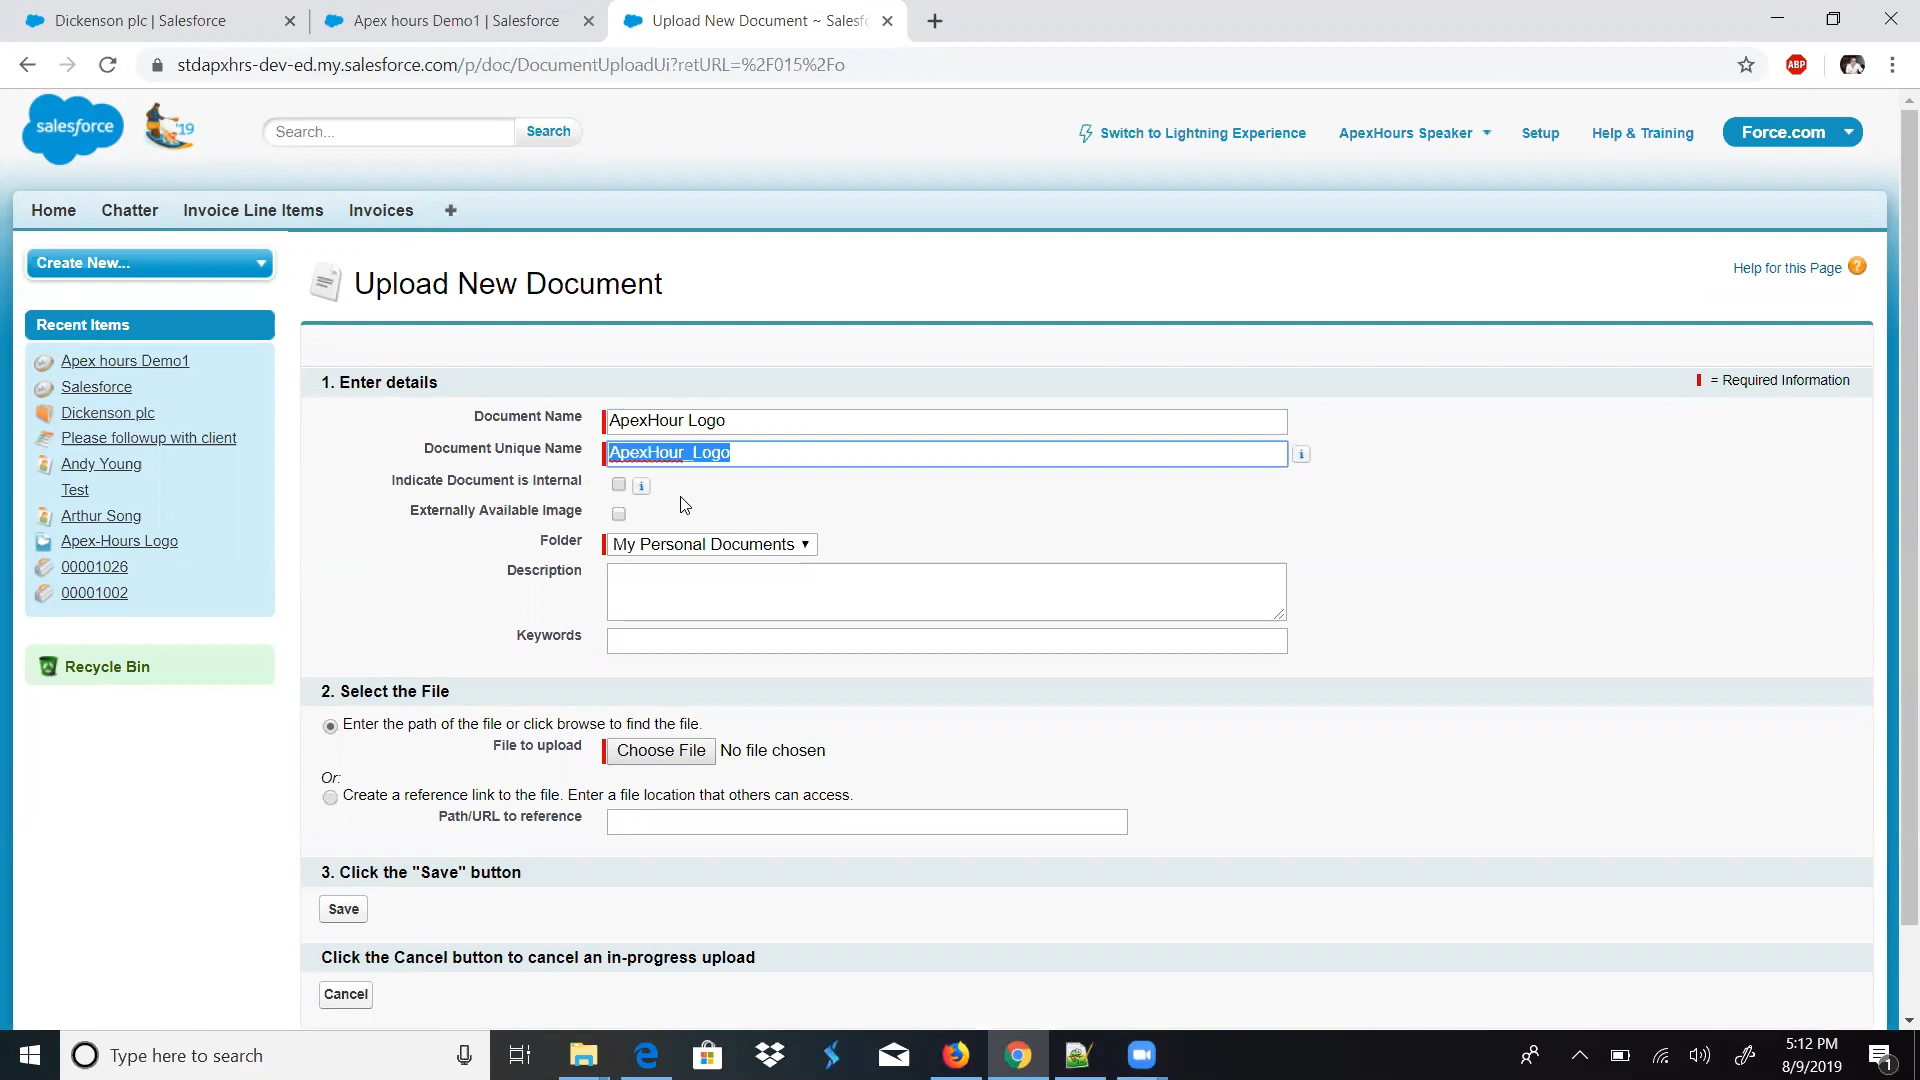 Dickenson plc | Salesforce
Apex hours Demo1 | Salesforce
Upload New Document ~ Salesf
stdapxhrs-dev-ed.my.salesforce.com/p/doc/DocumentUploadUi?retURL=%2F015%2Fo
ABP
salesforce
'19
Search...
Search
Switch to Lightning Experience
ApexHours Speaker
Setup
Help & Training
Force.com
Home
Chatter
Invoice Line Items
Invoices
+
Create New...
Upload New Document
Help for this Page
?
Recent Items
Apex hours Demo1
Salesforce
Dickenson plc
Please followup with client
Andy Young
Test
Arthur Song
Apex-Hours Logo
00001026
00001002
Recycle Bin
1. Enter details
= Required Information
Document Name
ApexHour Logo
Document Unique Name
ApexHour_Logo
i
Indicate Document is Internal
i
Externally Available Image
Folder
My Personal Documents
Description
Keywords
2. Select the File
Enter the path of the file or click browse to find the file.
File to upload
Choose File No file chosen
Or:
Create a reference link to the file. Enter a file location that others can access.
Path/URL to reference
3. Click the "Save" button
Save
Click the Cancel button to cancel an in-progress upload
Cancel
Type here to search
5:12 PM
8/9/2019
1